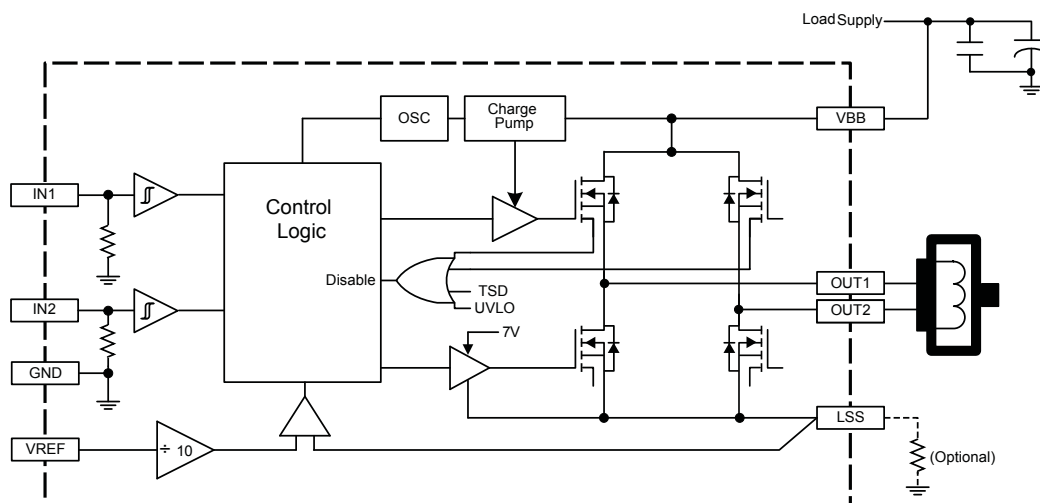 Load Supply
OSC
Charge
Pump
VBB
IN1
Control
Logic
Disable
TSD
UVLO
OUT1
IN2
OUT2
7V
GND
LSS
VREF
÷ 10
(Optional)